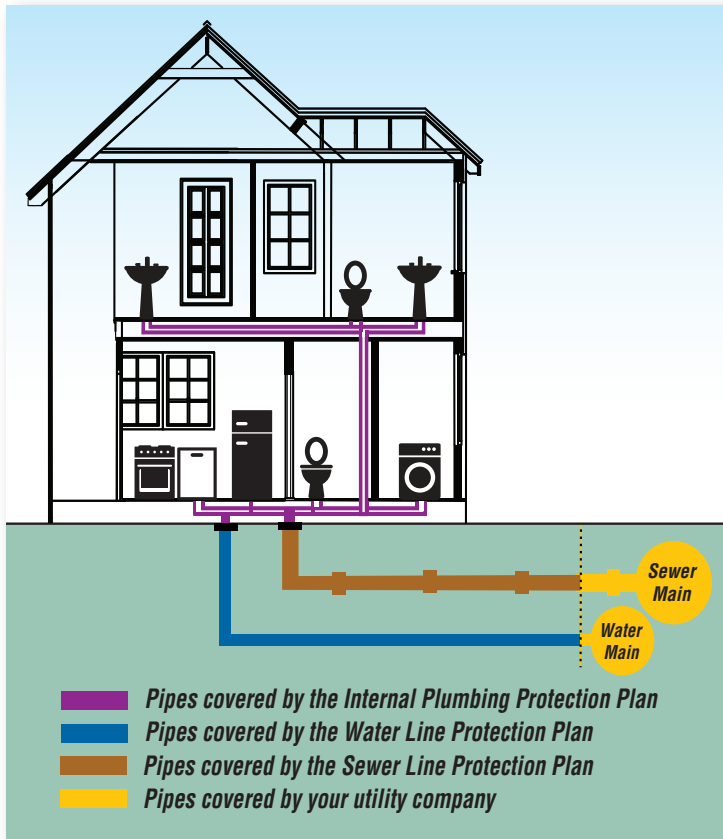 Sewer
Main
Water
Main
Pipes covered by the Internal Plumbing Protection Plan
Pipes covered by the Water Line Protection Plan
Pipes covered by the Sewer Line Protection Plan
Pipes covered by your utility company